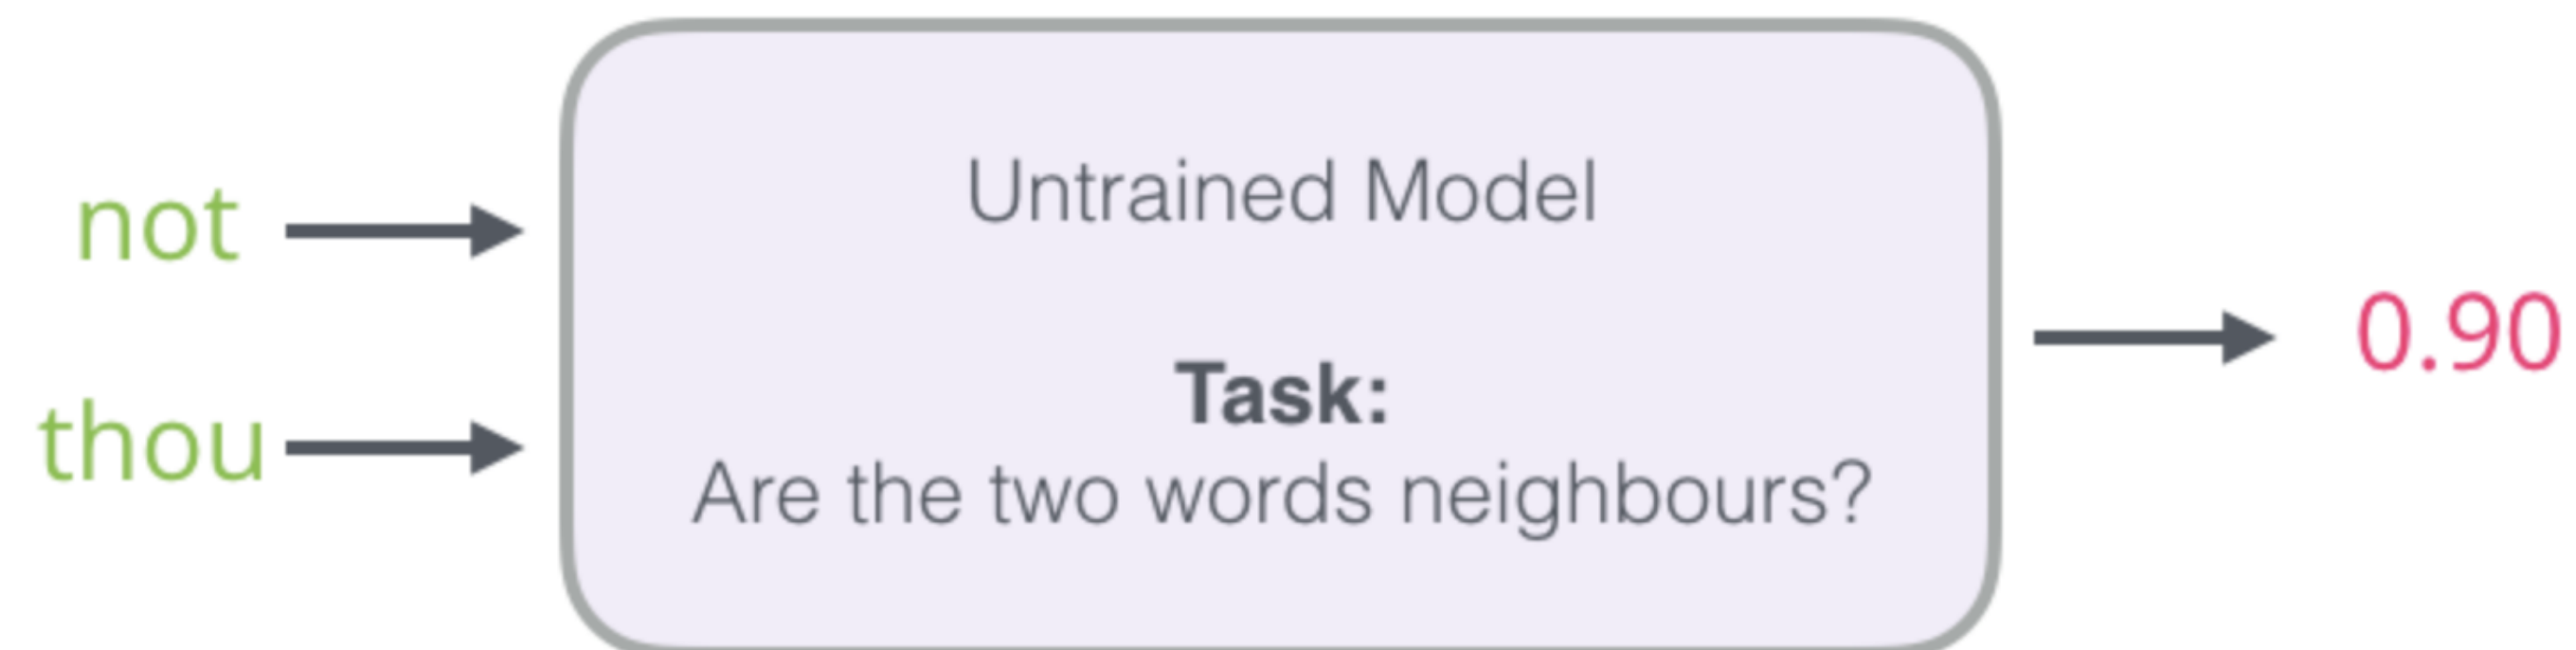 not
thou
Untrained Model
Task:
Are the two words neighbours?
0.90